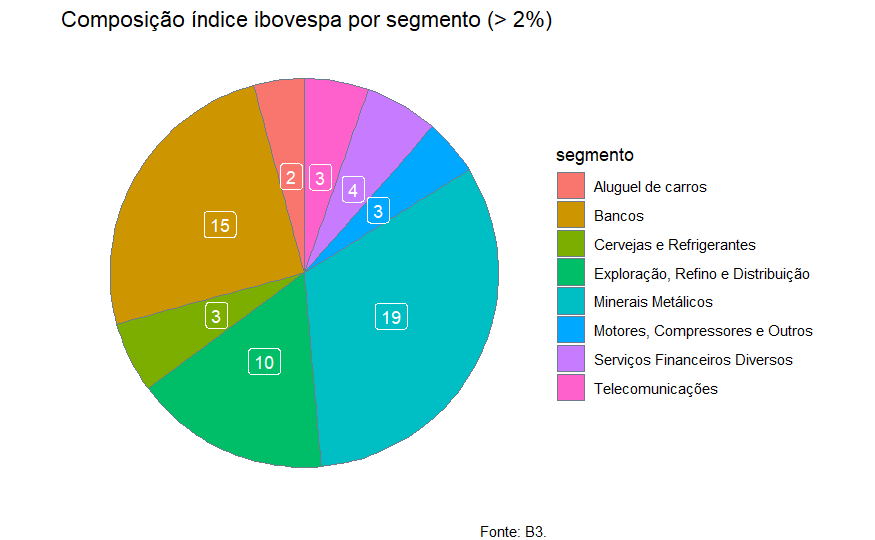 Composição índice ibovespa por segmento (> 2%)
2
3
4
3
15
19
3
10
segmento
Aluguel de carros
Bancos
Cervejas e Refrigerantes
Exploração, Refino e Distribuição
Minerais Metálicos
Motores, Compressores e Outros
Serviços Financeiros Diversos
Telecomunicações
Fonte: B3.